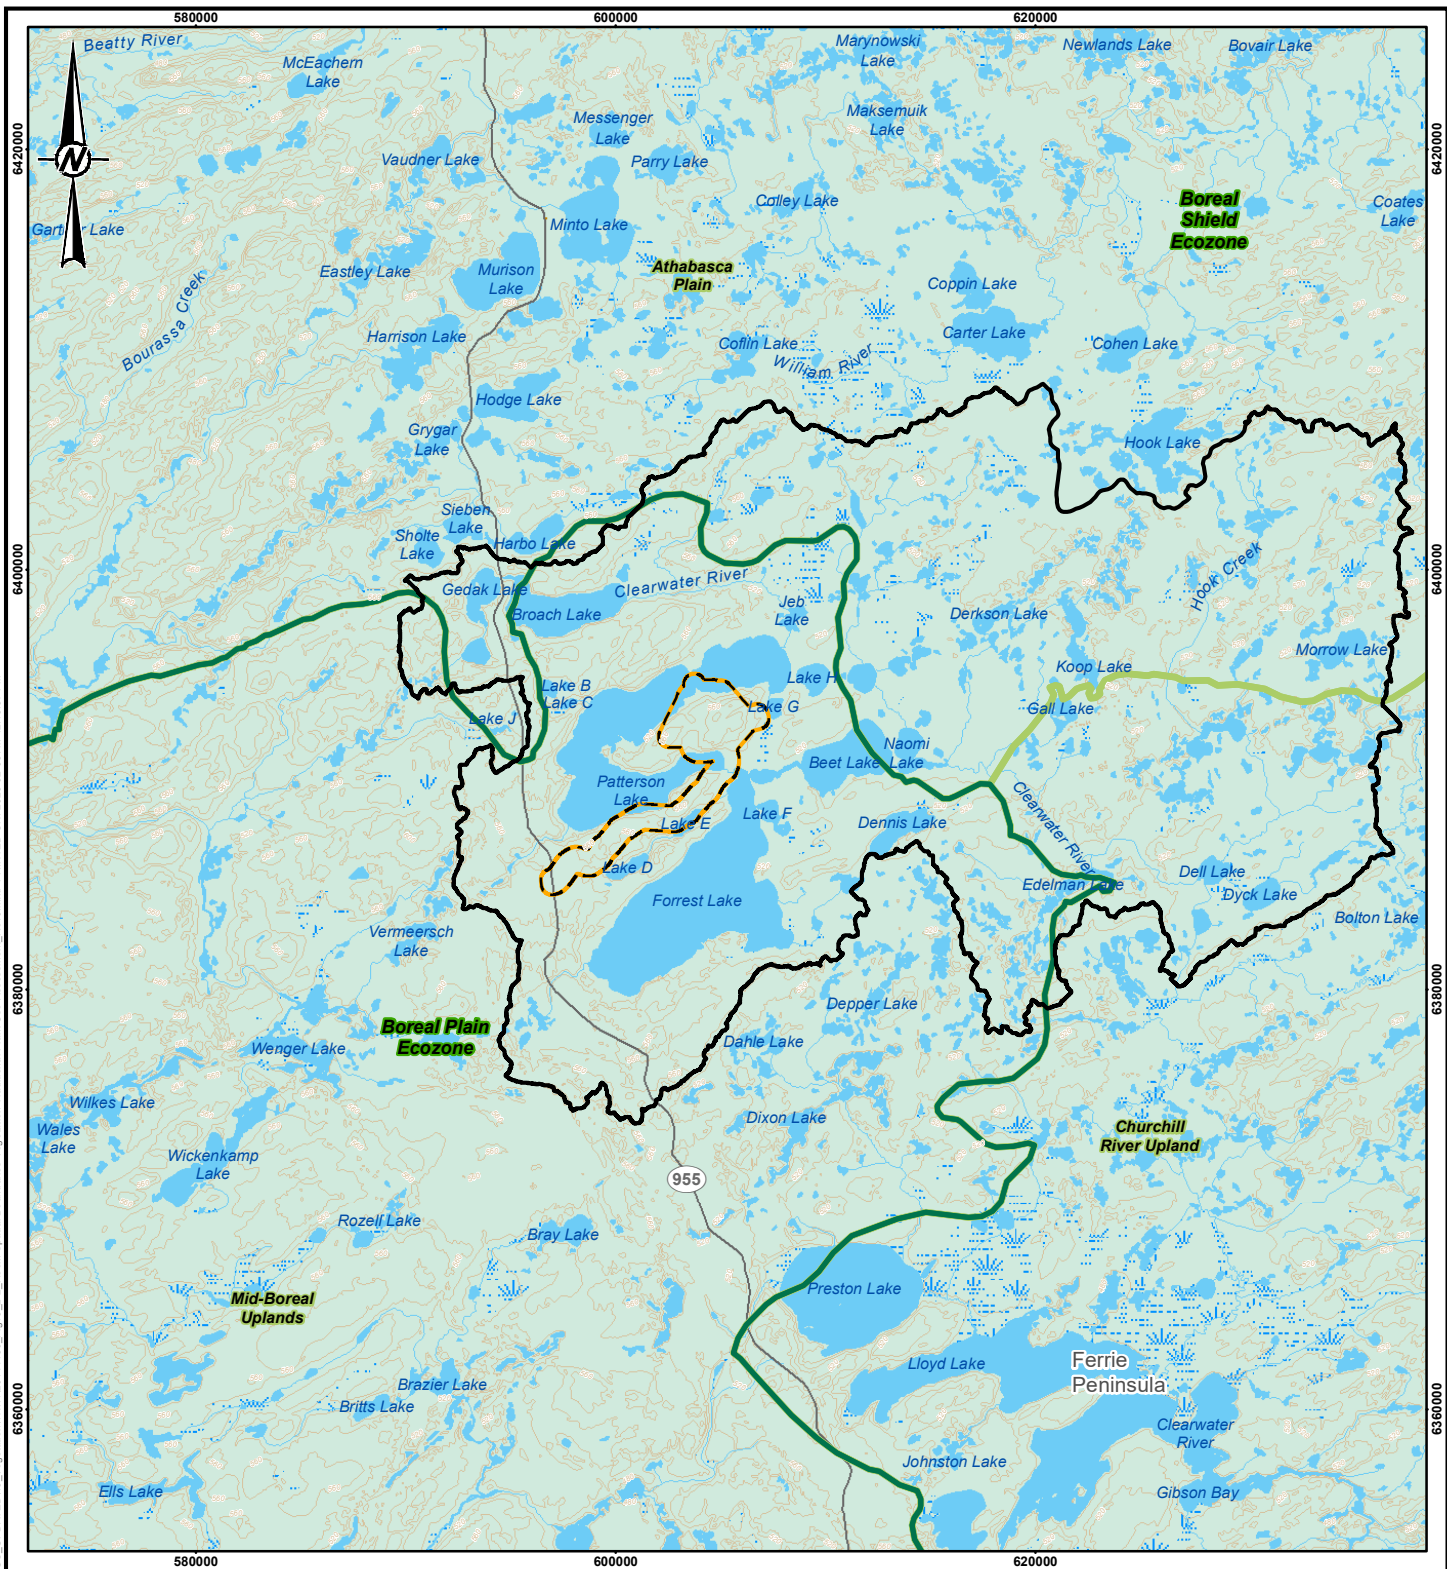 580000
600000
620000
Beatty River
McEachern
Lake
Marynowski
Lake
Newlands Lake
Bovair Lake
6420000
6420000
N
Messenger
Lake
Maksemuik
Lake
Vaudner Lake
Parry Lake
Colley Lake
Boreal
Shield
Ecozone
Coates
Lake
Minto Lake
Eastley Lake
Murison
Lake
Athabasca
Plain
Coppin Lake
Bourassa Creek
Harrison Lake
Coflin Lake
William River
Carter Lake
Cohen Lake
Hodge Lake
Grygar
Lake
Hook Lake
Sieben
Lake
Sholte
Lake
Harbo Lake
6400000
6400000
Gedak Lake
Clearwater River
Broach Lake
Jeb
Lake
Derkson Lake
Hook Creek
Morrow Lake
Koop Lake
Lake H
Lake B
Lake C
Lake G
Gall Lake
Lake J
Naomi
Lake
Beet Lake
Patterson
Lake
Clearwater River
Lake F
Lake E
Dennis Lake
Lake D
Dell Lake
Edelman Lake
Dyck Lake
Forrest Lake
Bolton Lake
Vermeersch
Lake
6380000
6380000
Depper Lake
Boreal Plain
Ecozone
Dahle Lake
Wenger Lake
Wilkes Lake
Dixon Lake
Wales
Lake
Churchill
River Upland
Wickenkamp
Lake
955
Rozell Lake
Bray Lake
Preston Lake
Mid-Boreal
Uplands
Lloyd Lake
Ferrie
Peninsula
Brazier Lake
Britts Lake
6360000
6360000
Clearwater
River
Johnston Lake
Ells Lake
Gibson Bay
580000
600000
620000